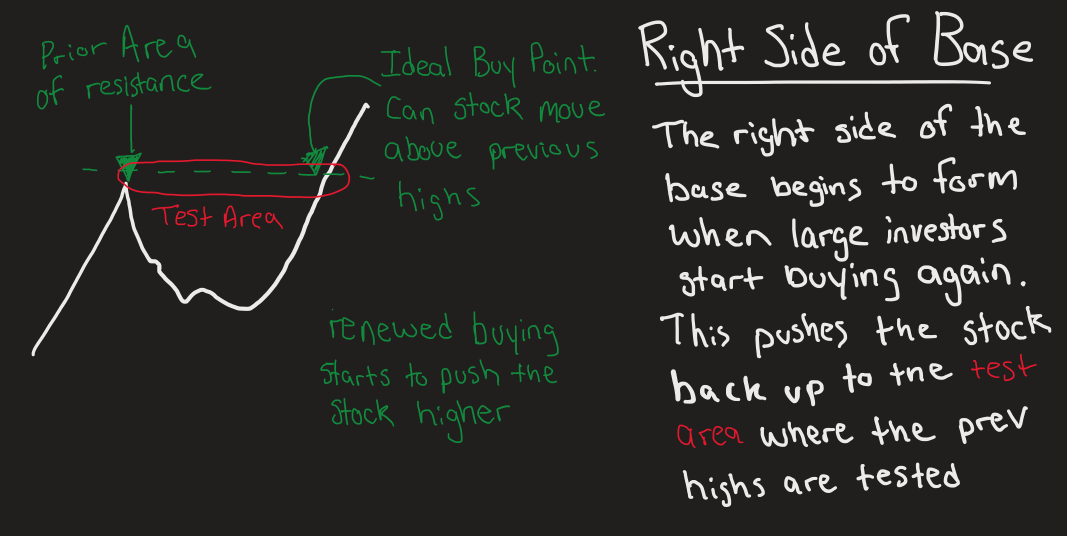 Prior Area
of resistance
Ideal Buy Point.
Can stock move
above previous
highs
Test Area
renewed buying
starts to push the
stock higher
Right Side of Base
The right side of the
base begins to form
when large investors
start buying again.
This pushes the stock
back up to the test
area where the prev
highs are tested